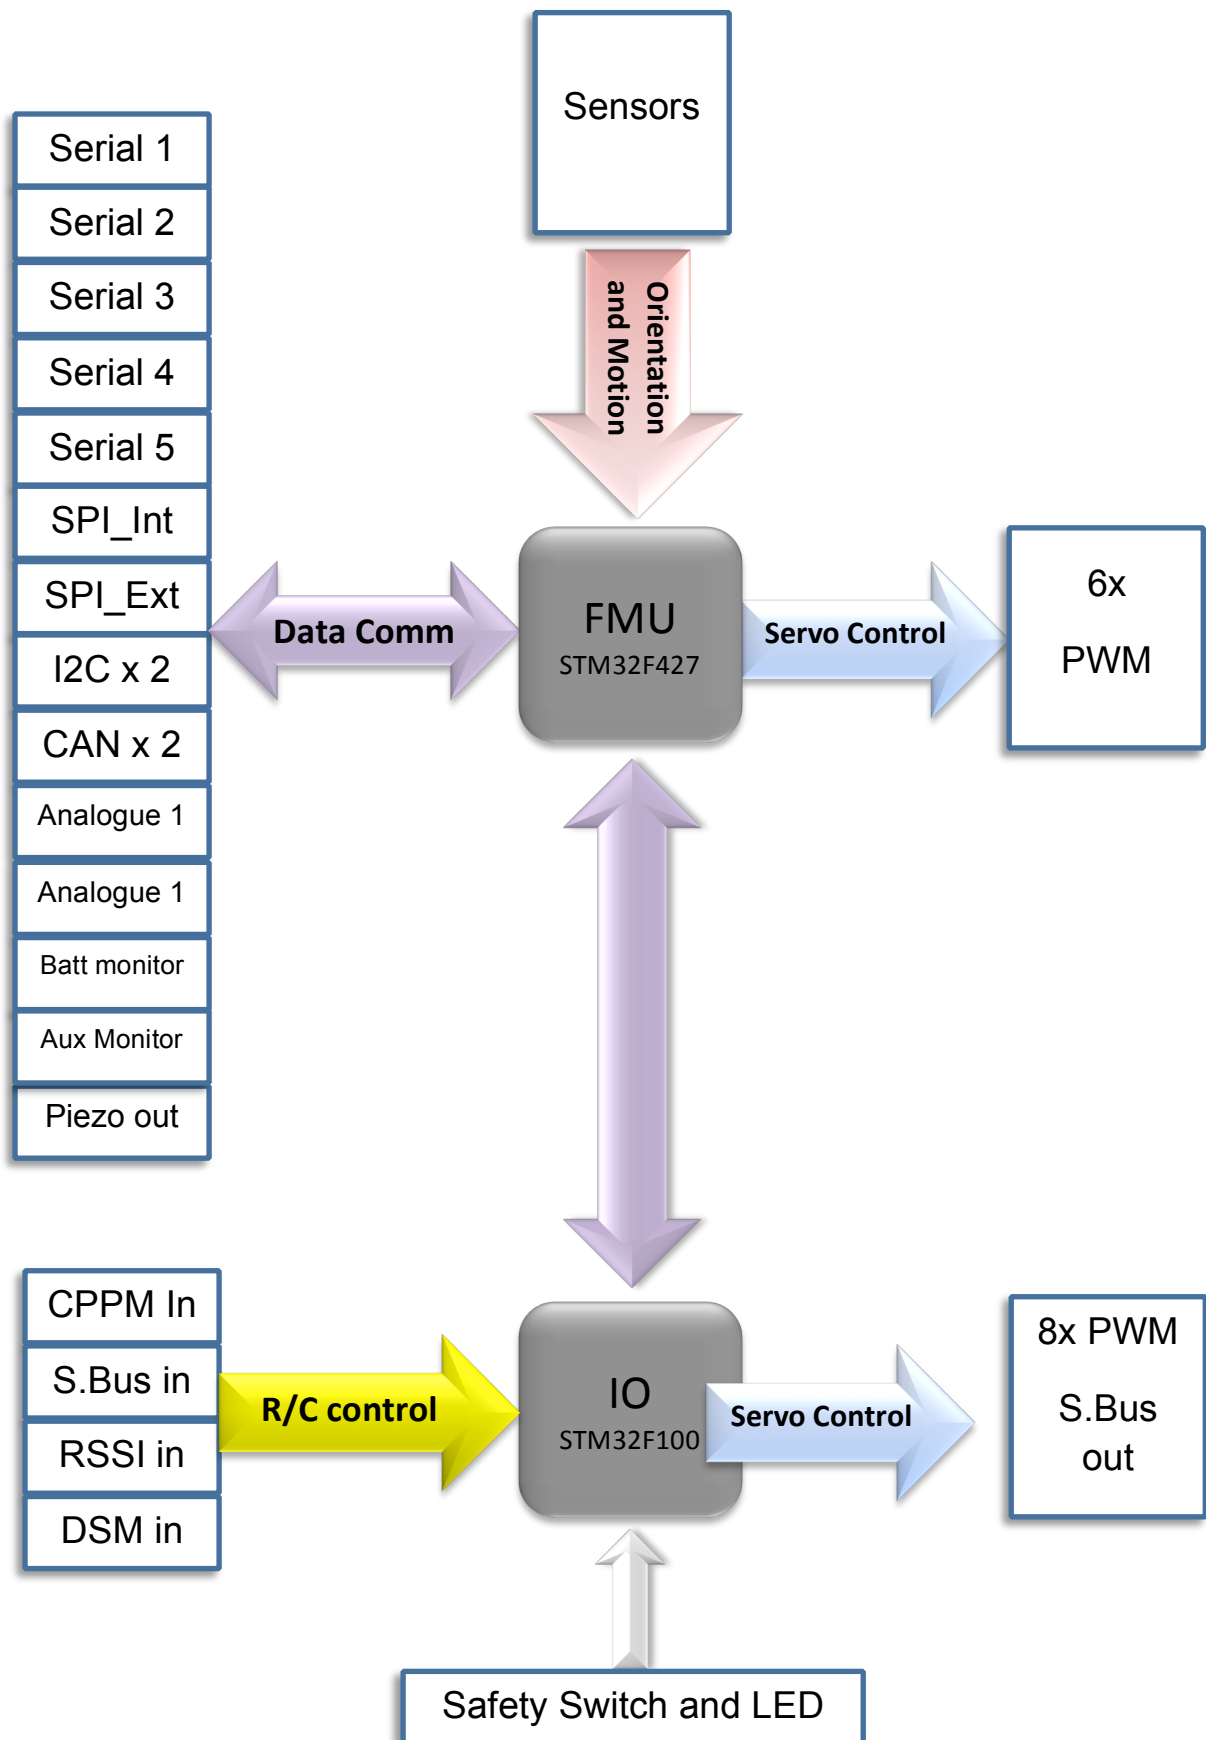 Sensors
Serial 1
Serial 2
Serial 3
Serial 4
Serial 5
SPI_Int
SPI_Ext
I2C x 2
CAN x 2
Analogue 1
Analogue 1
Batt monitor
Aux Monitor
Piezo out
Orientation
and Motion
Data Comm
FMU
STM32F427
Servo Control
6x
PWM
CPPM In
S.Bus in
RSSI in
DSM in
R/C control
IO
STM32F100
Servo Control
8x PWM
S.Bus
out
Safety Switch and LED